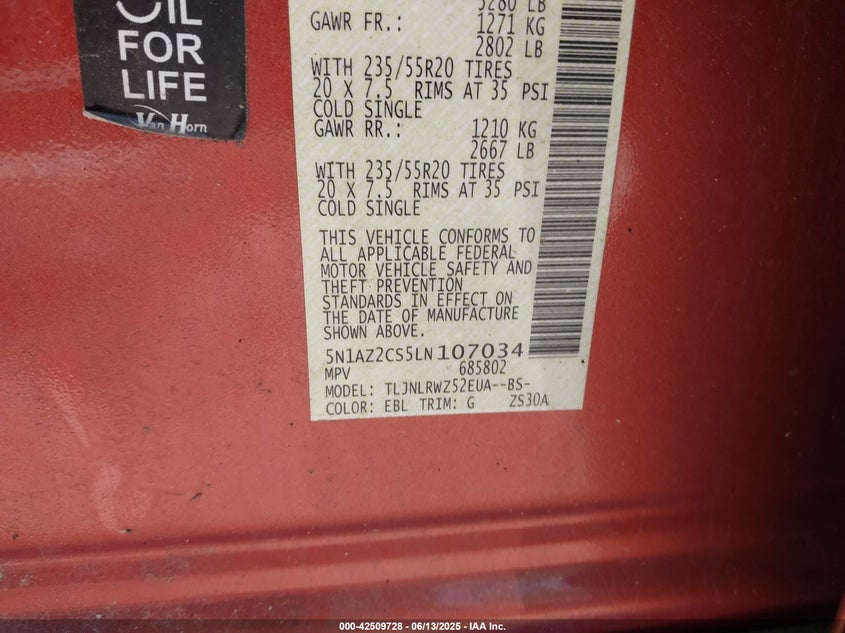 OIL
FOR
LIFE
Van Horn
3280 LB
GAWR FR.: 1271 KG
2802 LB
WITH 235/55R20 TIRES
20 X 7.5 RIMS AT 35 PSI
COLD SINGLE
GAWR RR.: 1210 KG
2667 LB
WITH 235/55R20 TIRES
20 X 7.5 RIMS AT 35 PSI
COLD SINGLE
THIS VEHICLE CONFORMS TO
ALL APPLICABLE FEDERAL
MOTOR VEHICLE SAFETY AND
THEFT PREVENTION
STANDARDS IN EFFECT ON
THE DATE OF MANUFACTURE
SHOWN ABOVE.
5N1AZ2CS5LN107034
MPV 685802
MODEL: TLJNLRWZ52EUA--BS-
COLOR: EBL TRIM: G ZS30A
000-42509728 - 06/13/2025 - IAA Inc.